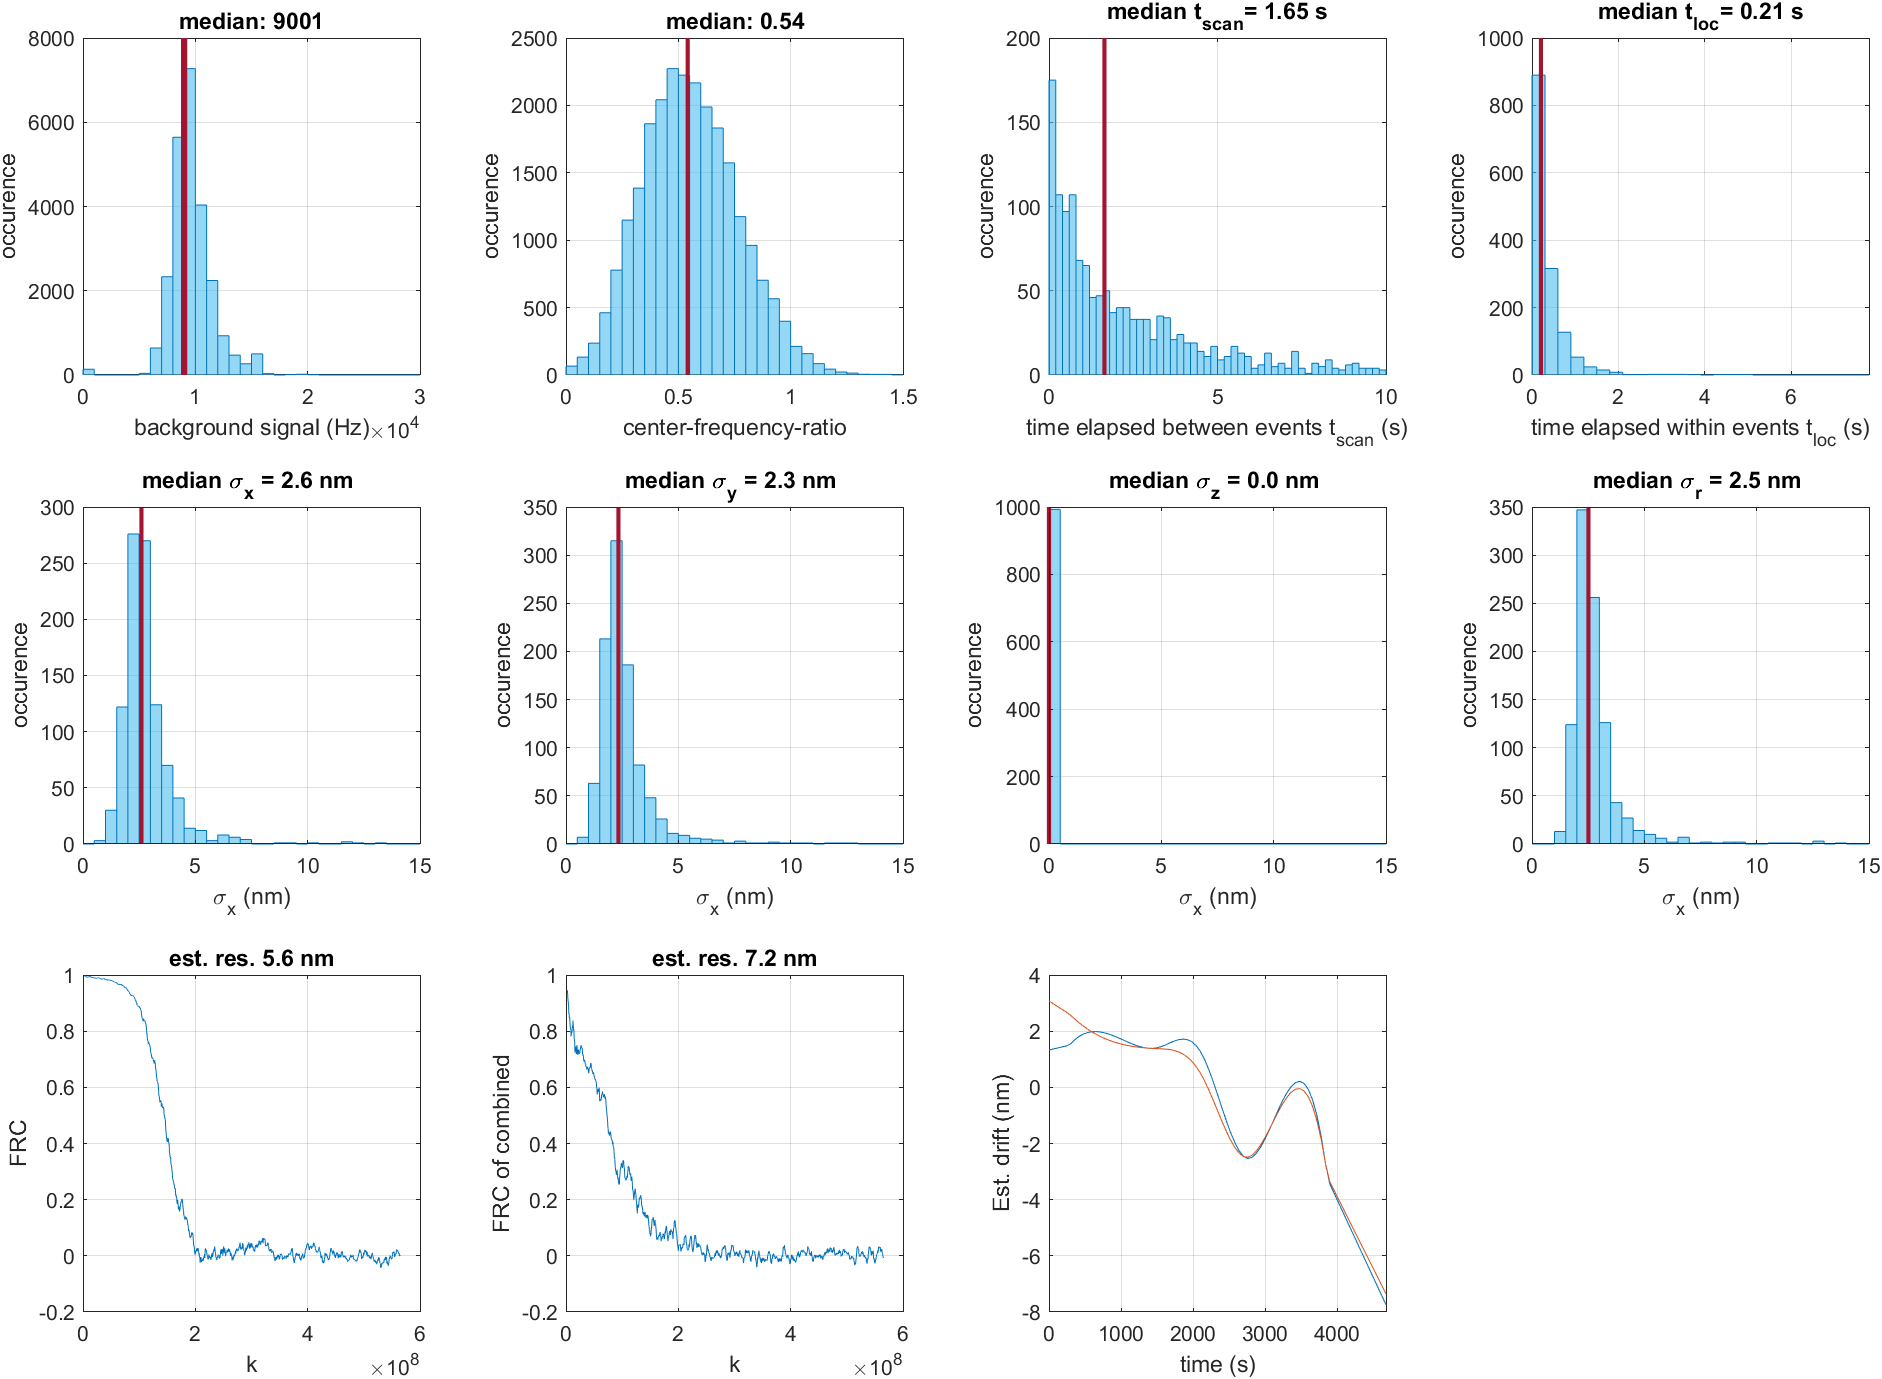 median: 9001
8000
6000
4000
2000
0
occurence
0 1 2 3
background signal (Hz) ×10⁴
median: 0.54
2500
2000
1500
1000
500
0
occurence
0 0.5 1 1.5
center-frequency-ratio
median t_scan = 1.65 s
200
150
100
50
0
occurence
0 5 10
time elapsed between events t_scan (s)
median t_loc = 0.21 s
1000
800
600
400
200
0
occurence
0 2 4 6
time elapsed within events t_loc (s)
median σ_x = 2.6 nm
300
250
200
150
100
50
0
occurence
0 5 10 15
σ_x (nm)
median σ_y = 2.3 nm
350
300
250
200
150
100
50
0
occurence
0 5 10 15
σ_x (nm)
median σ_z = 0.0 nm
1000
800
600
400
200
0
occurence
0 5 10 15
σ_x (nm)
median σ_r = 2.5 nm
350
300
250
200
150
100
50
0
occurence
0 5 10 15
σ_x (nm)
est. res. 5.6 nm
1
0.8
0.6
0.4
0.2
0
-0.2
FRC
0 2 4 6
k ×10⁸
est. res. 7.2 nm
1
0.8
0.6
0.4
0.2
0
-0.2
FRC of combined
0 2 4 6
k ×10⁸
4
2
0
-2
-4
-6
-8
Est. drift (nm)
0 1000 2000 3000 4000
time (s)